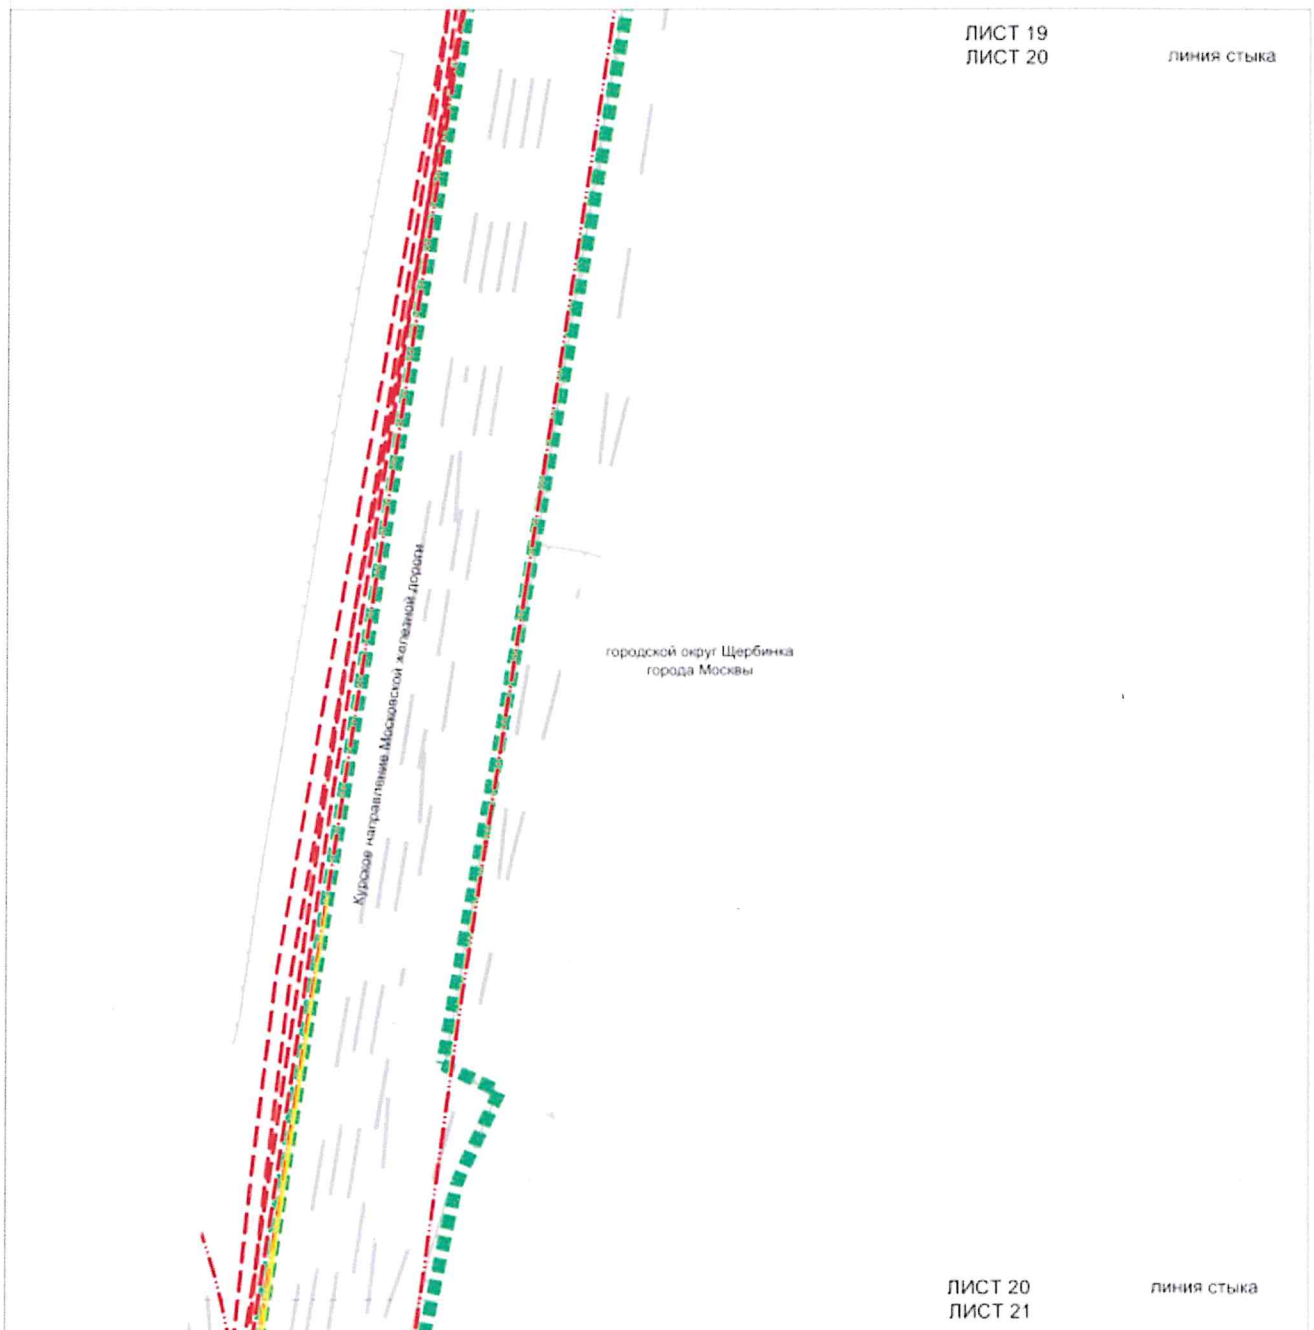 ЛИСТ 19
ЛИСТ 20
линия стыка
Курское направление Московской железной дороги
городской округ Щербинка
города Москвы
ЛИСТ 20
линия стыка
ЛИСТ 21